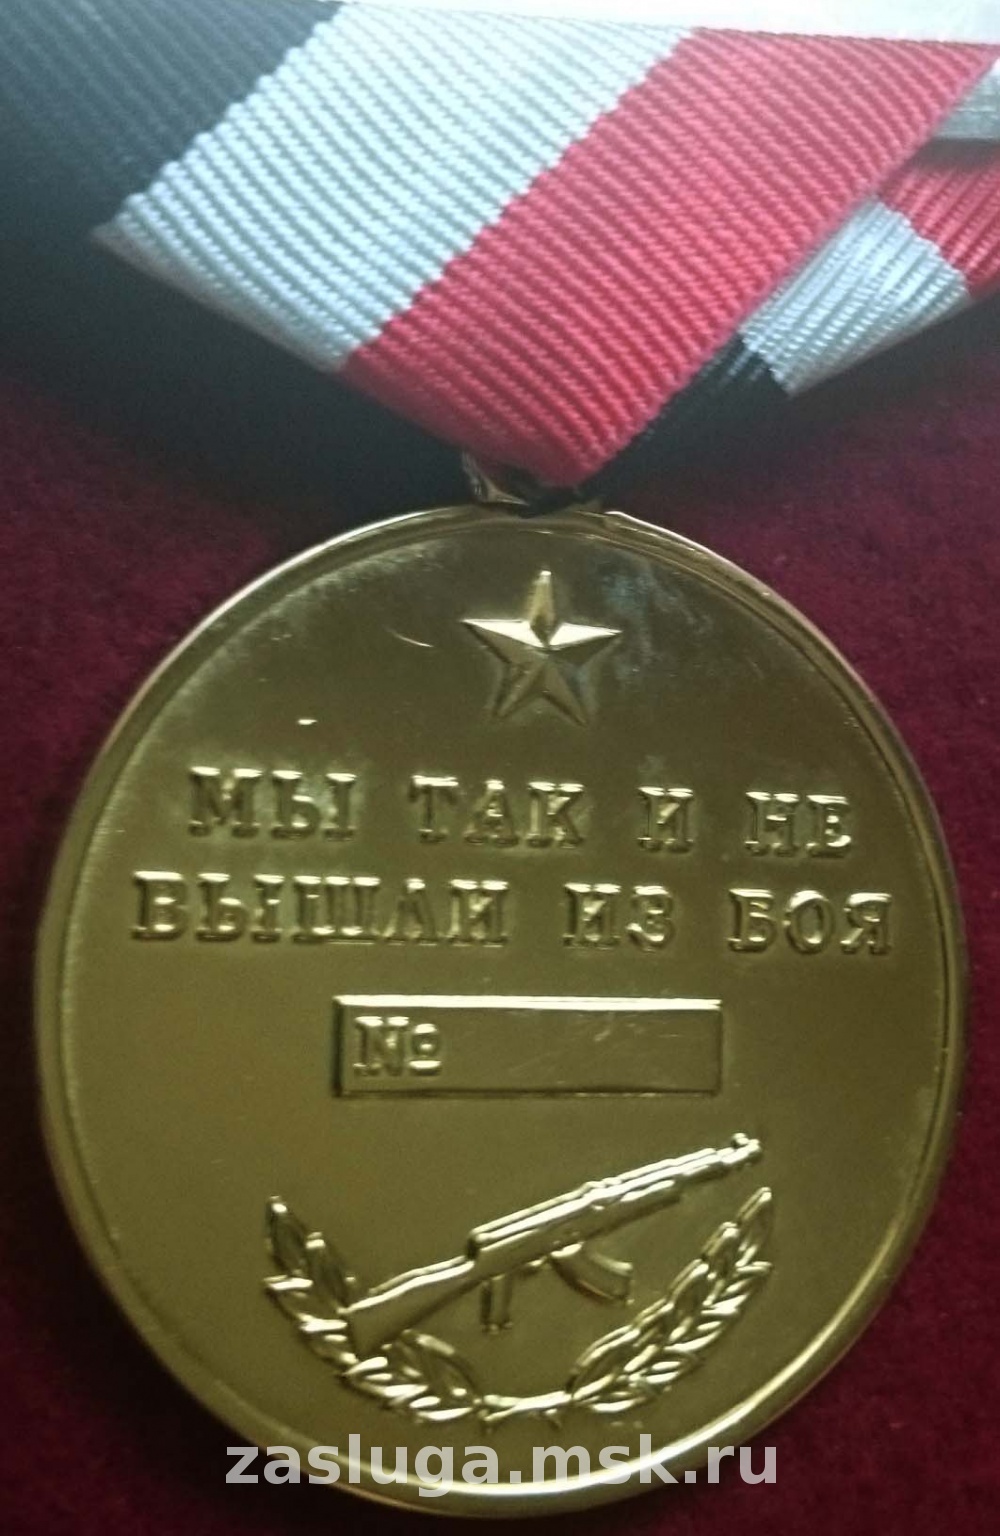 МЫ ТАК И НЕ
ВЫШЛИ ИЗ БОЯ
№
zasluga.msk.ru